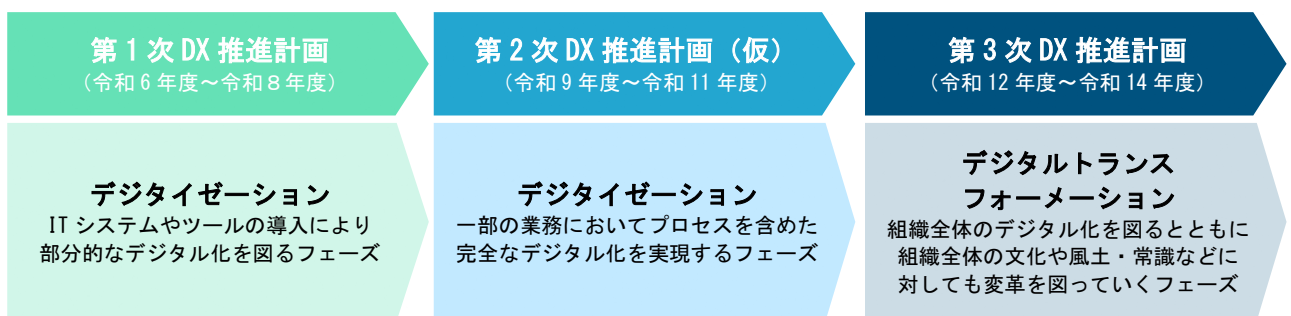 第１次 DX 推進計画
（令和６年度～令和８年度）
第２次 DX 推進計画（仮）
（令和９年度～令和 11 年度）
第３次 DX 推進計画
（令和 12 年度～令和 14 年度）
デジタイゼーション
IT システムやツールの導入により
部分的なデジタル化を図るフェーズ
デジタイゼーション
一部の業務においてプロセスを含めた
完全なデジタル化を実現するフェーズ
デジタルトランス
フォーメーション
組織全体のデジタル化を図るとともに
組織全体の文化や風土・常識などに
対しても変革を図っていくフェーズ